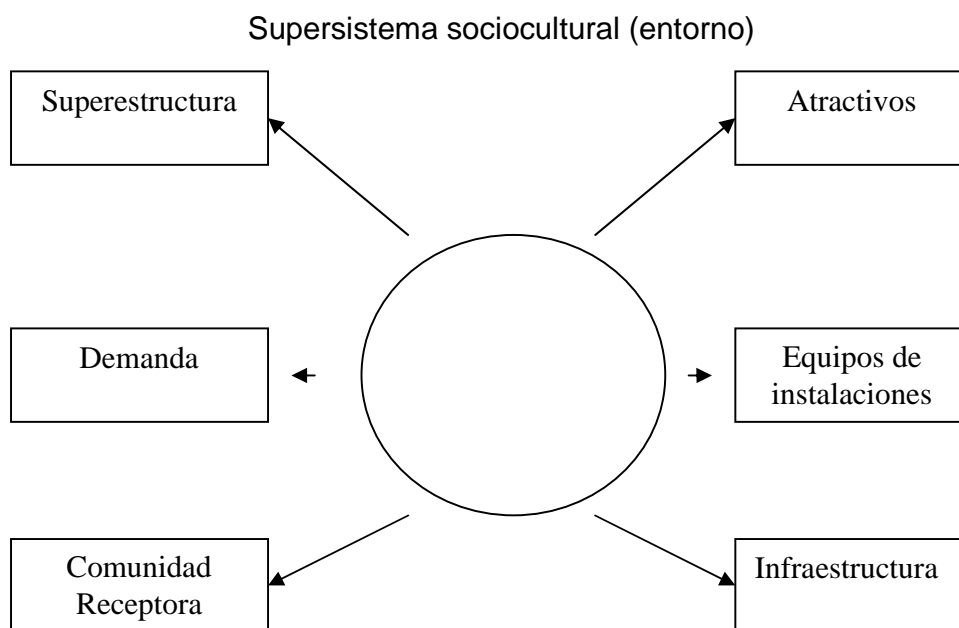 Supersistema sociocultural (entorno)
Superestructura
Atractivos
Demanda
Equipos de
instalaciones
Comunidad
Receptora
Infraestructura